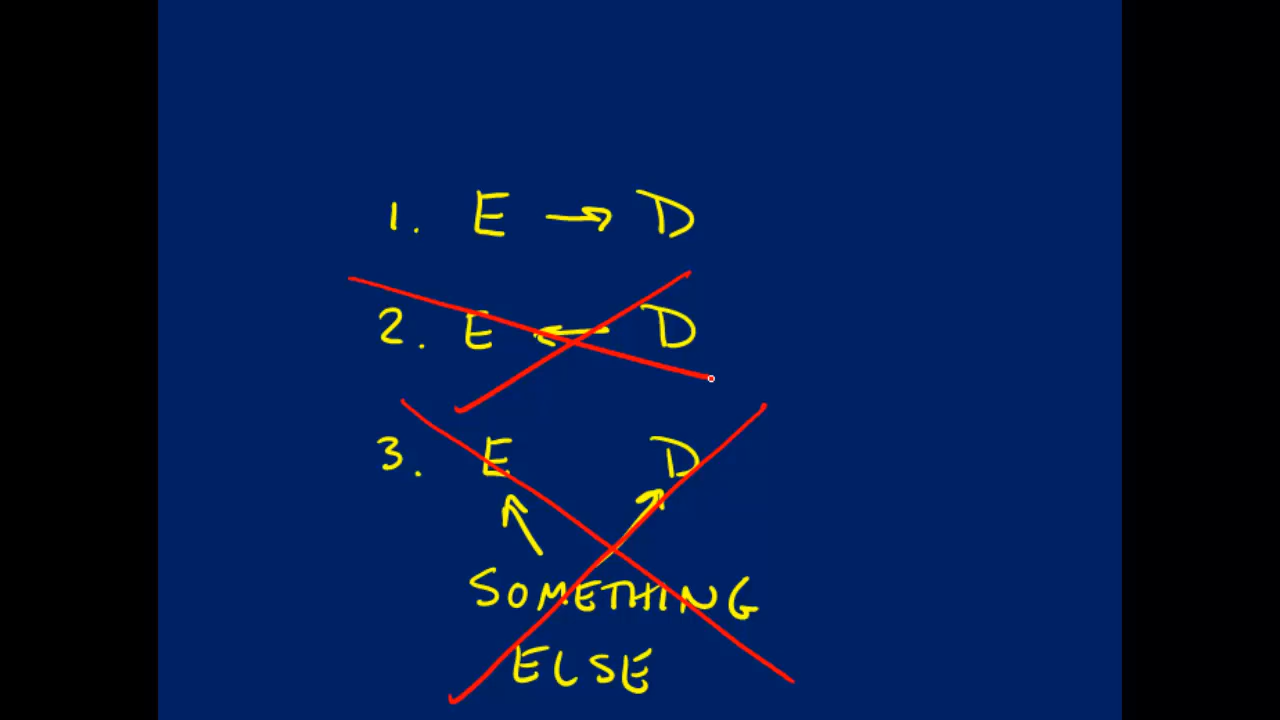 1. E → D
2. E ← D
3. E D
SOMETHING
ELSE